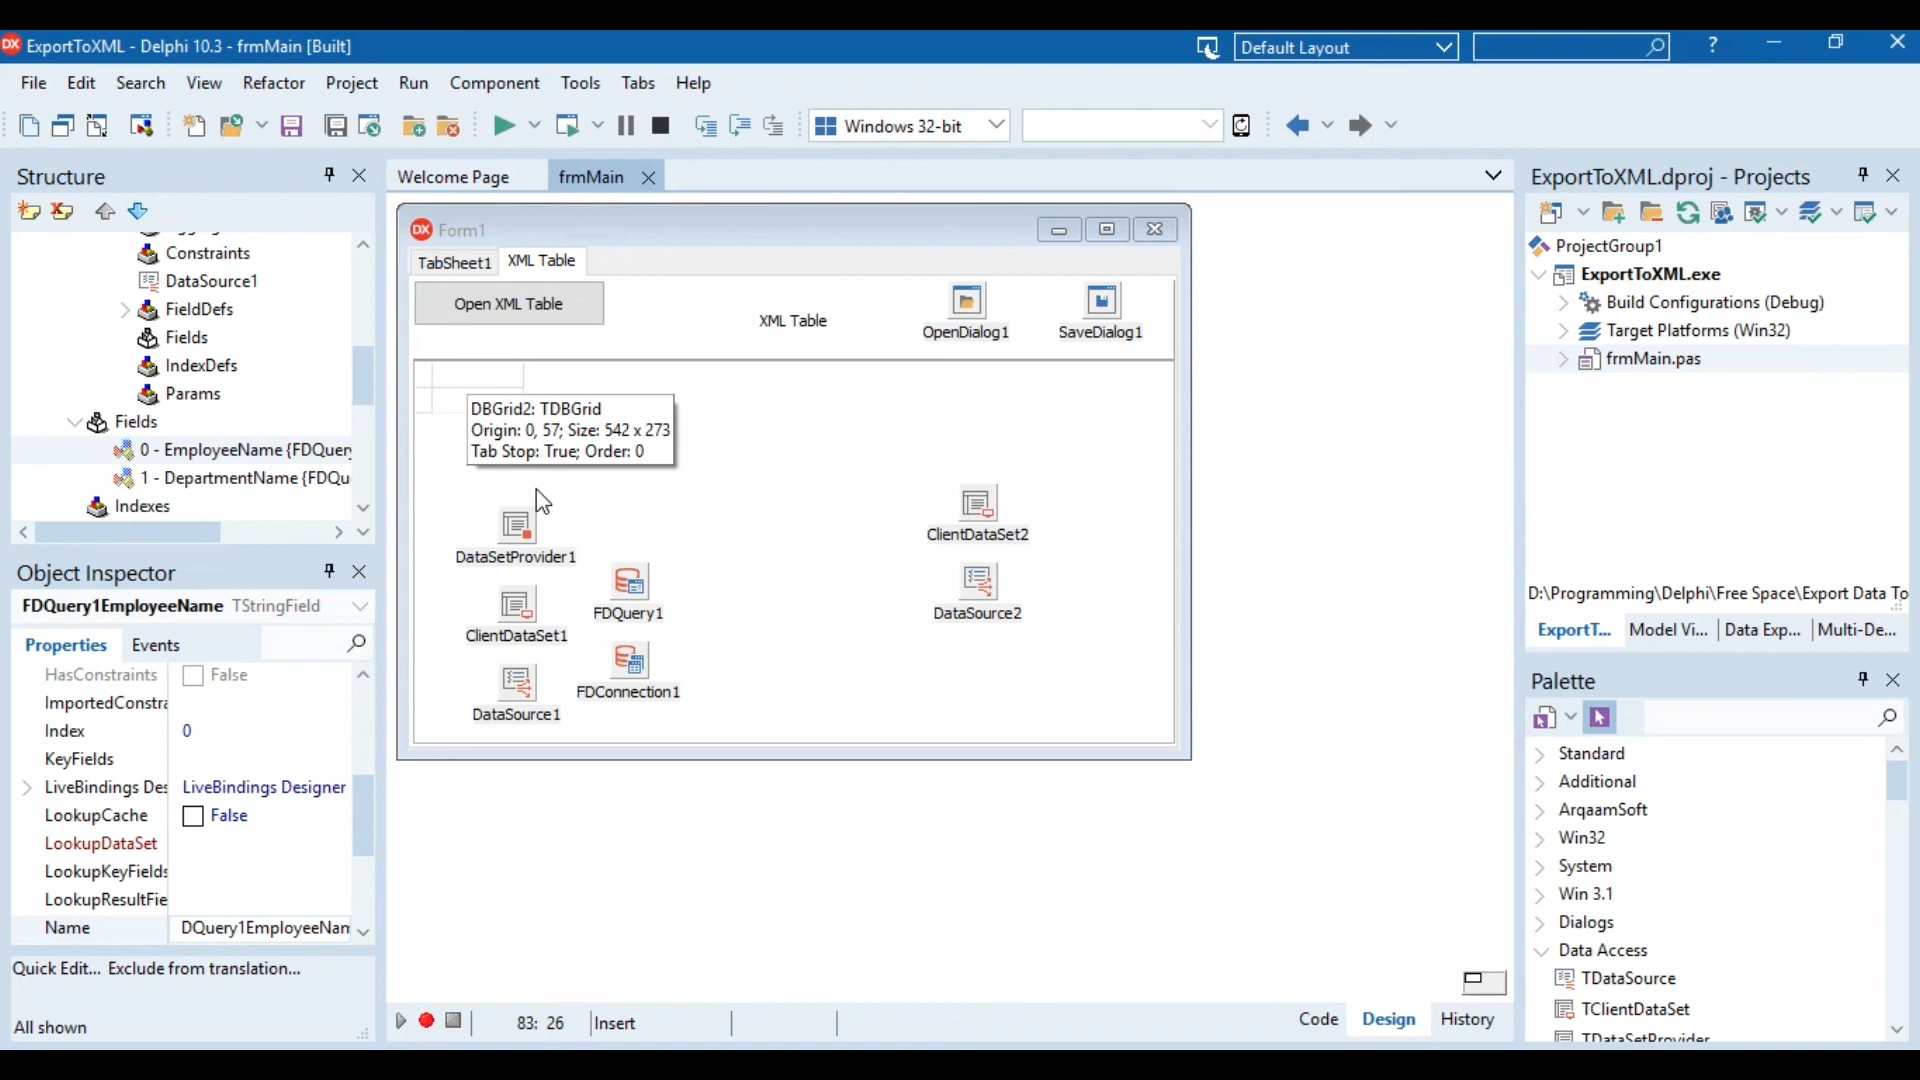 ExportToXML - Delphi 10.3 - frmMain [Built]
Default Layout
?
File Edit Search View Refactor Project Run Component Tools Tabs Help
Windows 32-bit
Structure
Constraints
DataSource1
FieldDefs
Fields
IndexDefs
Params
Fields
0 - EmployeeName {FDQuery
1 - DepartmentName {FDQu
Indexes
Object Inspector
FDQuery1EmployeeName TStringField
Properties Events
HasConstraints False
ImportedConstra
Index 0
KeyFields
LiveBindings Des LiveBindings Designer
LookupCache False
LookupDataSet
LookupKeyFields
LookupResultFie
Name DQuery1EmployeeNam
Quick Edit... Exclude from translation...
All shown
Welcome Page frmMain
DX Form1
TabSheet1 XML Table
Open XML Table
XML Table
OpenDialog1
SaveDialog1
DBGrid2: TDBGrid
Origin: 0, 57; Size: 542 x 273
Tab Stop: True; Order: 0
DataSetProvider1
ClientDataSet2
FDQuery1
DataSource2
ClientDataSet1
FDConnection1
DataSource1
83: 26 Insert
Code Design History
ExportToXML.dproj - Projects
ProjectGroup1
ExportToXML.exe
Build Configurations (Debug)
Target Platforms (Win32)
frmMain.pas
D:\Programming\Delphi\Free Space\Export Data To
ExportT... Model Vi... Data Exp... Multi-De...
Palette
Standard
Additional
ArqaamSoft
Win32
System
Win 3.1
Dialogs
Data Access
TDataSource
TClientDataSet
TDataSetProvider